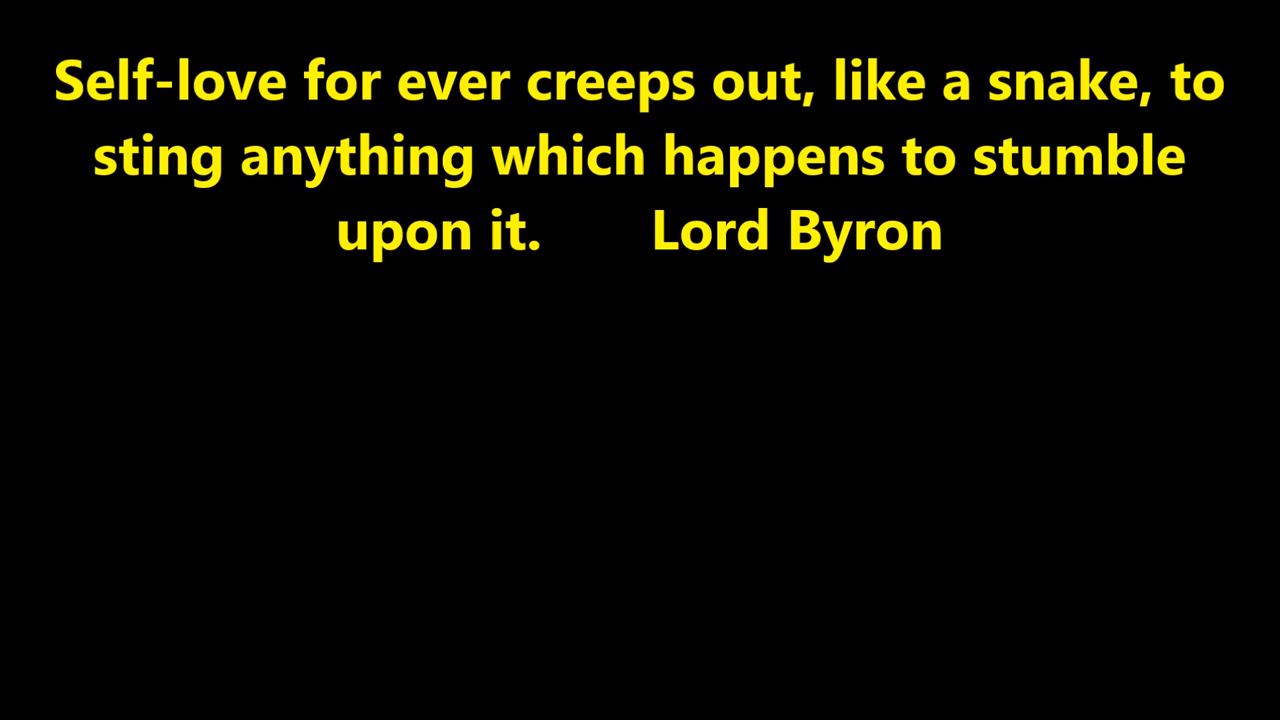 Self-love for ever creeps out, like a snake, to
sting anything which happens to stumble
upon it. Lord Byron